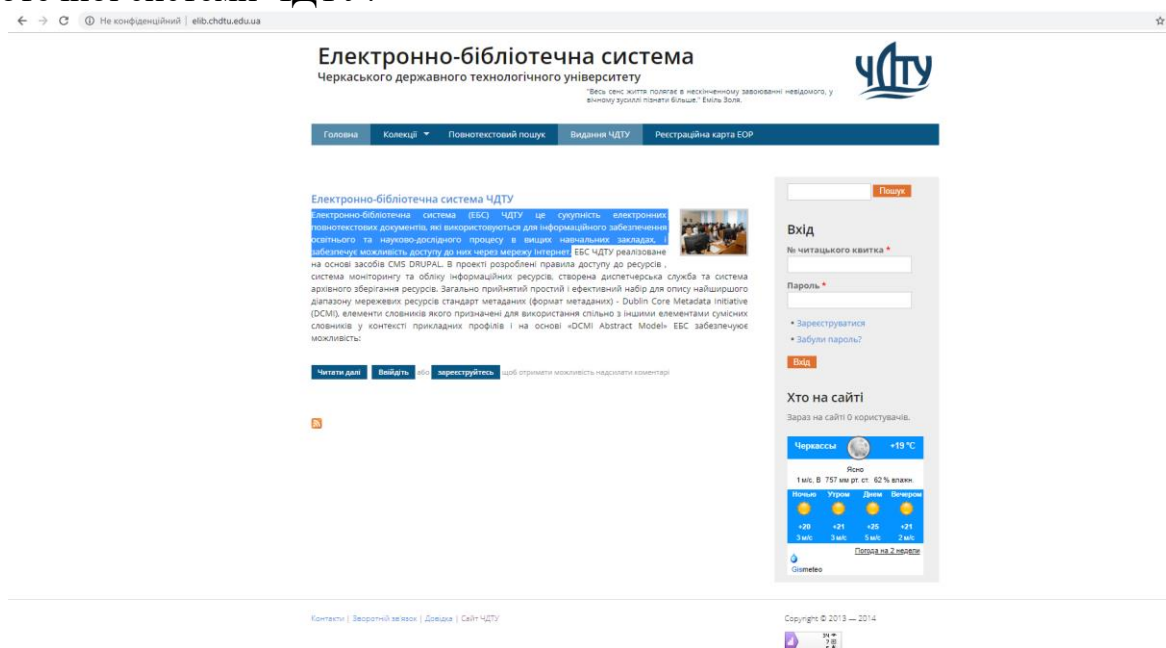 Не конфіденційний | elib.chdtu.edu.ua
Електронно-бібліотечна система
Черкаського державного технологічного університету
"Весь сенс життя полягає в нескінченному завоюванні невідомого, у
вічному зусиллі пізнати більше." Еміль Золя.
ЧДТУ
Головна Колекції Повнотекстовий пошук Видання ЧДТУ Реєстраційна карта ЕОР
Електронно-бібліотечна система ЧДТУ
Електронно-бібліотечна система (ЕБС) ЧДТУ це сукупність електронних
повнотекстових документів, які використовуються для інформаційного забезпечення
освітнього та науково-дослідного процесу в вищих навчальних закладах, і
забезпечує можливість доступу до них через мережу Інтернет. ЕБС ЧДТУ реалізоване
на основі засобів CMS DRUPAL. В проекті розроблені правила доступу до ресурсів ,
система моніторингу та обліку інформаційних ресурсів, створена диспетчерська служба та система
архівного зберігання ресурсів. Загально прийнятий простий і ефективний набір для опису найширшого
діапазону мережевих ресурсів стандарт метаданих (формат метаданих) - Dublin Core Metadata Initiative
(DCMI), елементи словників якого призначені для використання спільно з іншими елементами сумісних
словників у контексті прикладних профілів і на основі «DCMI Abstract Model» ЕБС забезпечуює
можливість:
Читати далі Ввійдіть або зареєструйтесь щоб отримати можливість надсилати коментарі
Пошук
Вхід
№ читацького квитка *
Пароль *
Зареєструватися
Забули пароль?
Вхід
Хто на сайті
Зараз на сайті 0 користувачів.
Черкассы +19 °C
Ясно
1 м/с, В 757 мм рт. ст. 62 % влажн.
Ночью Утром Днем Вечером
+20 +21 +25 +21
3 м/с 3 м/с 5 м/с 2 м/с
Погода на 2 недели
Gismeteo
Контакти | Зворотній зв'язок | Довідка | Сайт ЧДТУ
Copyright © 2013 — 2014